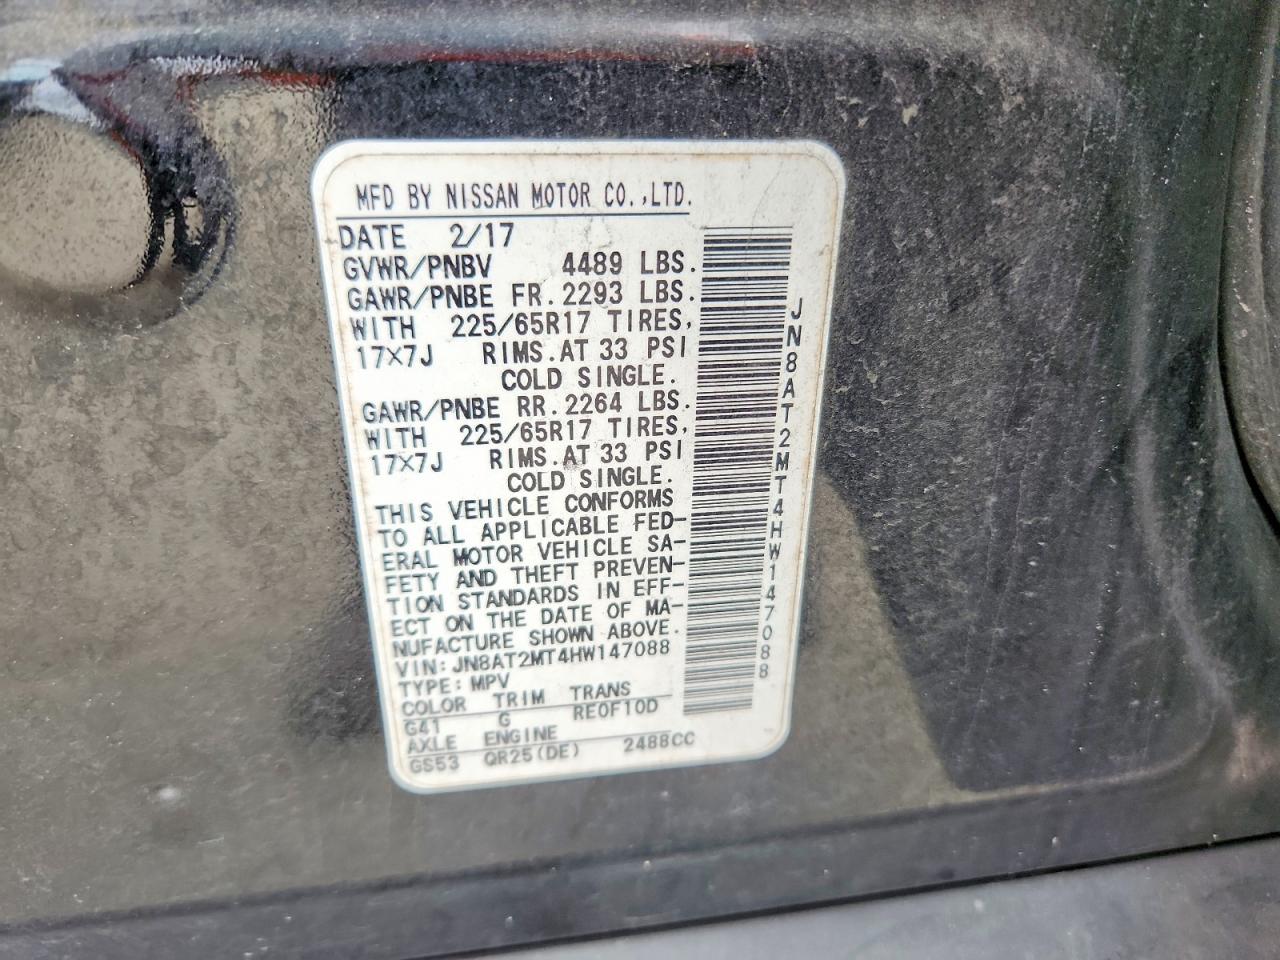 MFD BY NISSAN MOTOR CO.,LTD.
DATE 2/17
GVWR/PNBV 4489 LBS.
GAWR/PNBE FR. 2293 LBS.
WITH 225/65R17 TIRES,
17×7J RIMS. AT 33 PSI
COLD SINGLE.
GAWR/PNBE RR. 2264 LBS.
WITH 225/65R17 TIRES,
17×7J RIMS. AT 33 PSI
COLD SINGLE.
THIS VEHICLE CONFORMS
TO ALL APPLICABLE FED-
ERAL MOTOR VEHICLE SA-
FETY AND THEFT PREVEN-
TION STANDARDS IN EFF-
ECT ON THE DATE OF MA-
NUFACTURE SHOWN ABOVE.
VIN: JN8AT2MT4HW147088
TYPE: MPV
COLOR TRIM TRANS
G41 G RE0F10D
AXLE ENGINE
GS53 QR25(DE) 2488CC
JN8AT2MT4HW147088